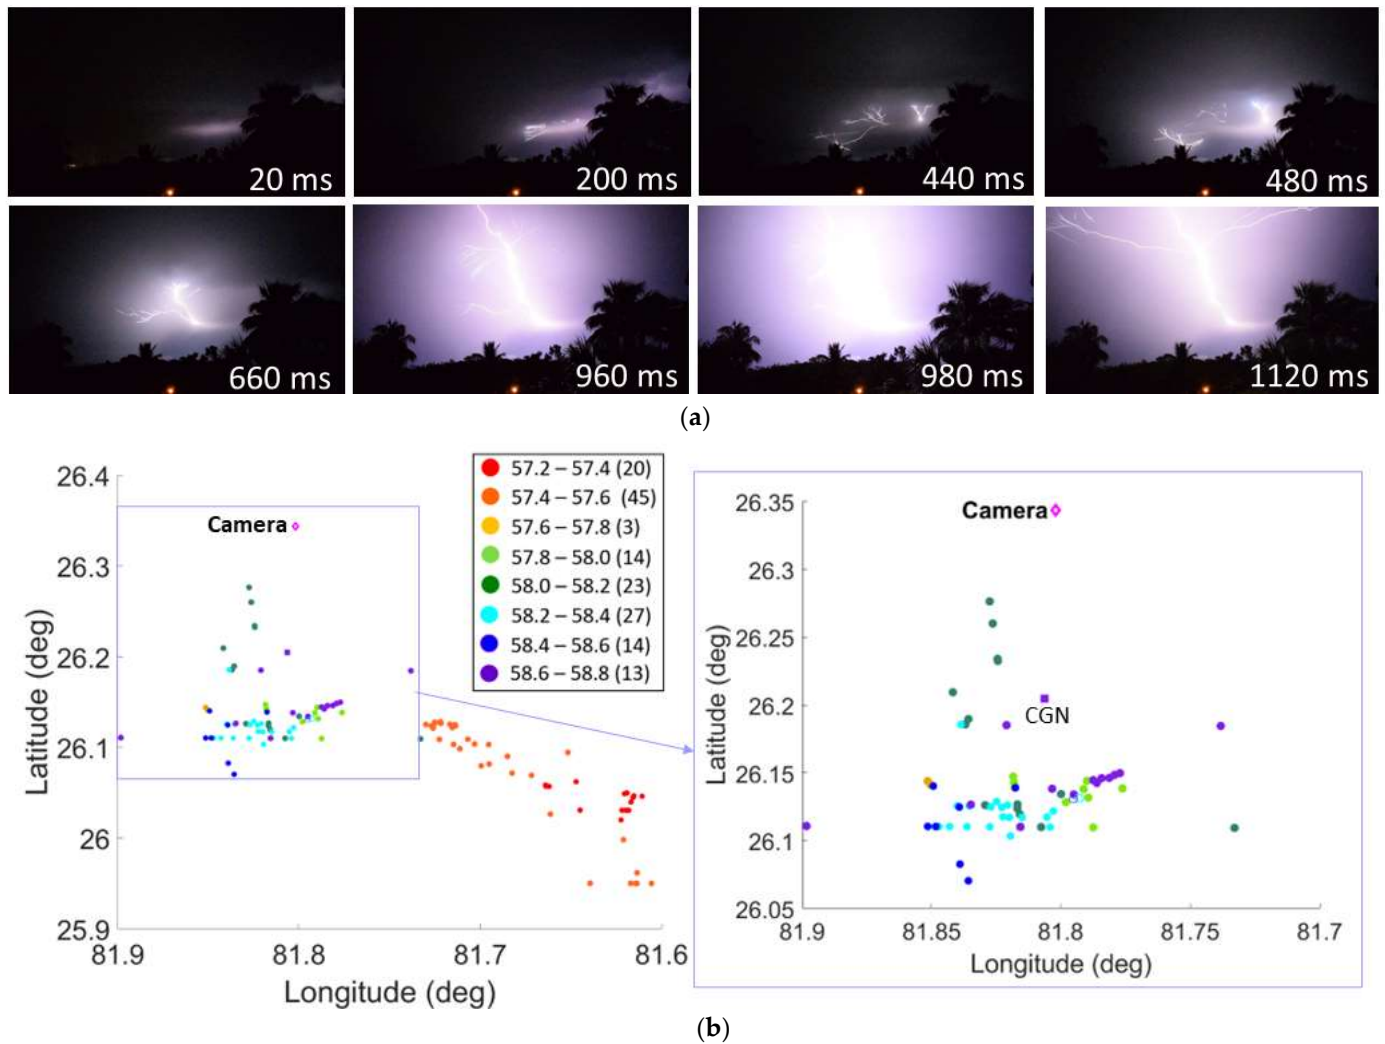 20 ms
200 ms
440 ms
480 ms
660 ms
960 ms
980 ms
1120 ms
(a)
26.4
26.3
26.2
26.1
26
25.9
Latitude (deg)
81.9
81.8
81.7
81.6
Longitude (deg)
Camera
57.2 – 57.4 (20)
57.4 – 57.6 (45)
57.6 – 57.8 (3)
57.8 – 58.0 (14)
58.0 – 58.2 (23)
58.2 – 58.4 (27)
58.4 – 58.6 (14)
58.6 – 58.8 (13)
26.35
26.3
26.25
26.2
26.15
26.1
26.05
Latitude (deg)
Camera
CGN
81.9
81.85
81.8
81.75
81.7
Longitude (deg)
(b)